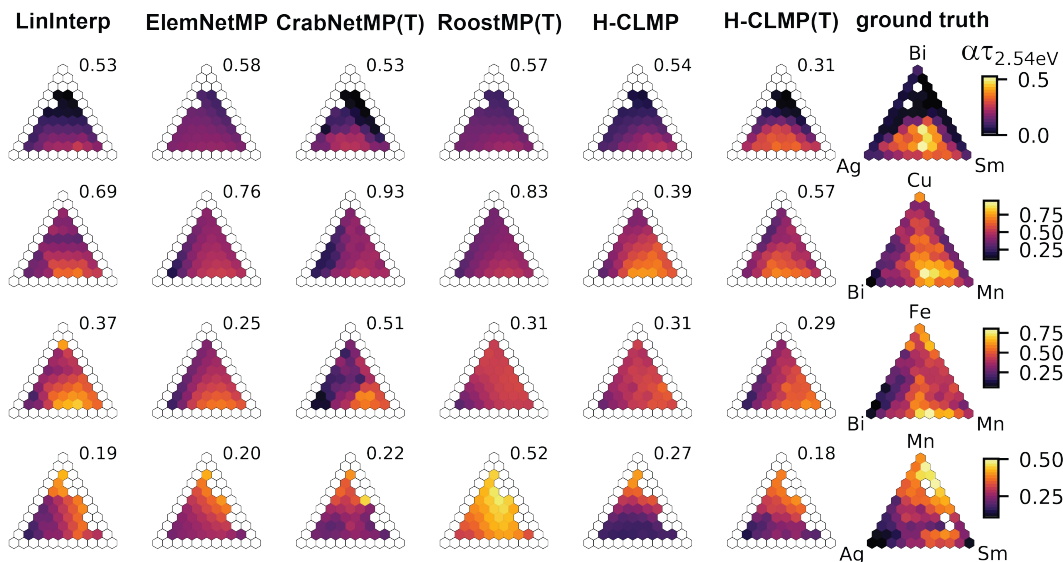 LinInterp ElemNetMP CrabNetMP(T) RoostMP(T) H-CLMP H-CLMP(T) ground truth
Bi ατ2.54eV
0.53 0.58 0.53 0.57 0.54 0.31 0.5
0.0
Ag Sm
Cu
0.69 0.76 0.93 0.83 0.39 0.57
0.75
0.50
0.25
Bi Mn
Fe
0.37 0.25 0.51 0.31 0.31 0.29
0.75
0.50
0.25
Bi Mn
Mn
0.19 0.20 0.22 0.52 0.27 0.18 0.50
0.25
Ag Sm